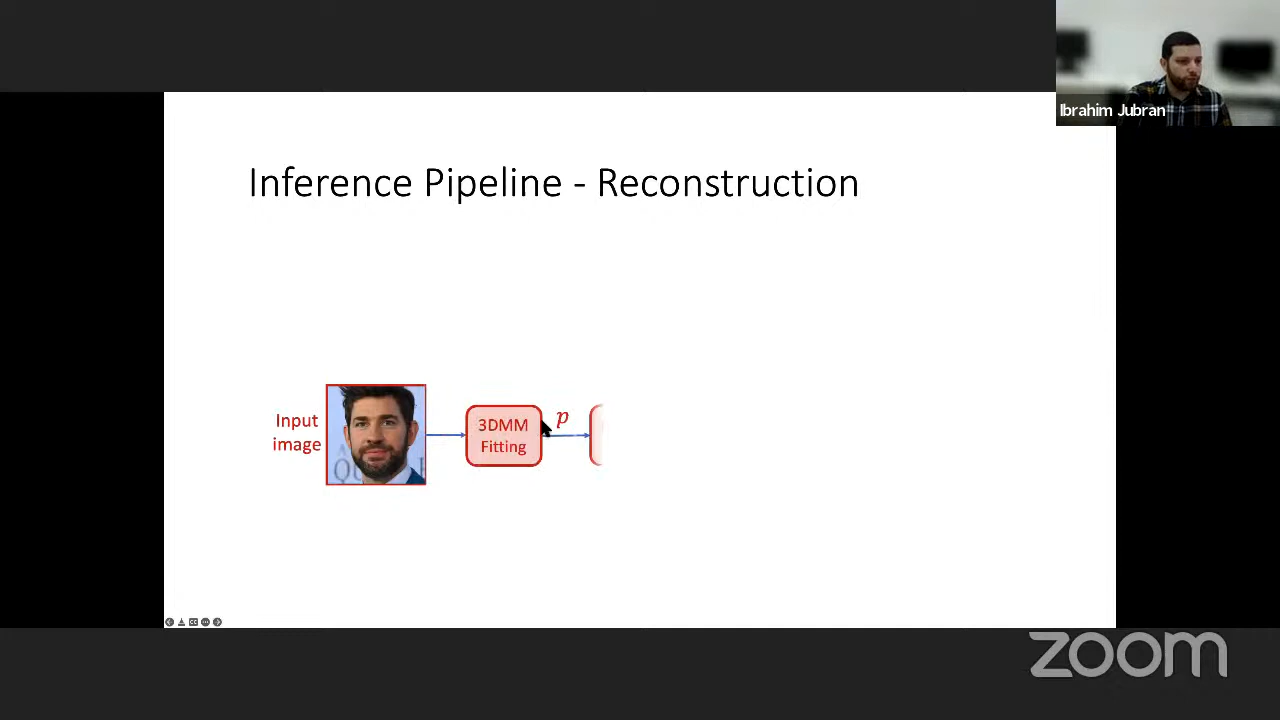 Ibrahim Jubran
Inference Pipeline - Reconstruction
Input
image
3DMM
Fitting
p
zoom